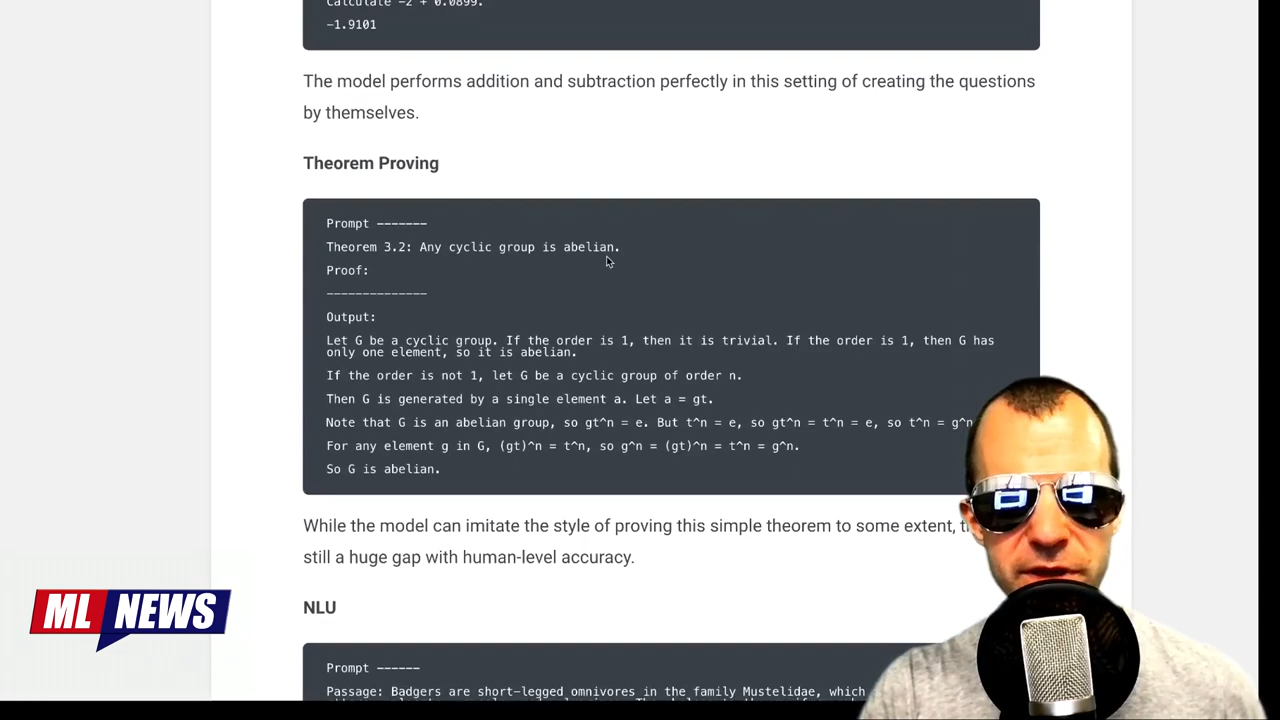 Calculate -2 + 0.0899.
-1.9101
The model performs addition and subtraction perfectly in this setting of creating the questions
by themselves.
Theorem Proving
Prompt -------
Theorem 3.2: Any cyclic group is abelian.
Proof:
--------------
Output:
Let G be a cyclic group. If the order is 1, then it is trivial. If the order is 1, then G has
only one element, so it is abelian.
If the order is not 1, let G be a cyclic group of order n.
Then G is generated by a single element a. Let a = gt.
Note that G is an abelian group, so gt^n = e. But t^n = e, so gt^n = t^n = e, so t^n = g^n
For any element g in G, (gt)^n = t^n, so g^n = (gt)^n = t^n = g^n.
So G is abelian.
While the model can imitate the style of proving this simple theorem to some extent,
still a huge gap with human-level accuracy.
NLU
Prompt ------
Passage: Badgers are short-legged omnivores in the family Mustelidae, which
ML NEWS